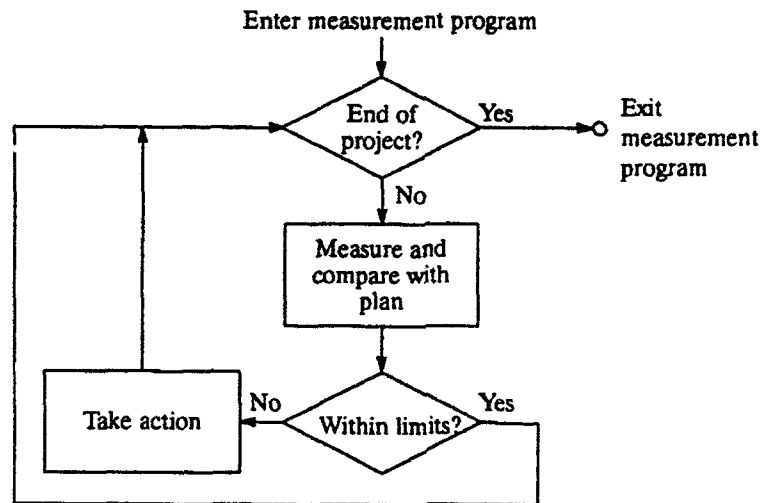 Enter measurement program
End of
project?
Yes
Exit
measurement
program
No
Measure and
compare with
plan
Take action
No
Within limits?
Yes